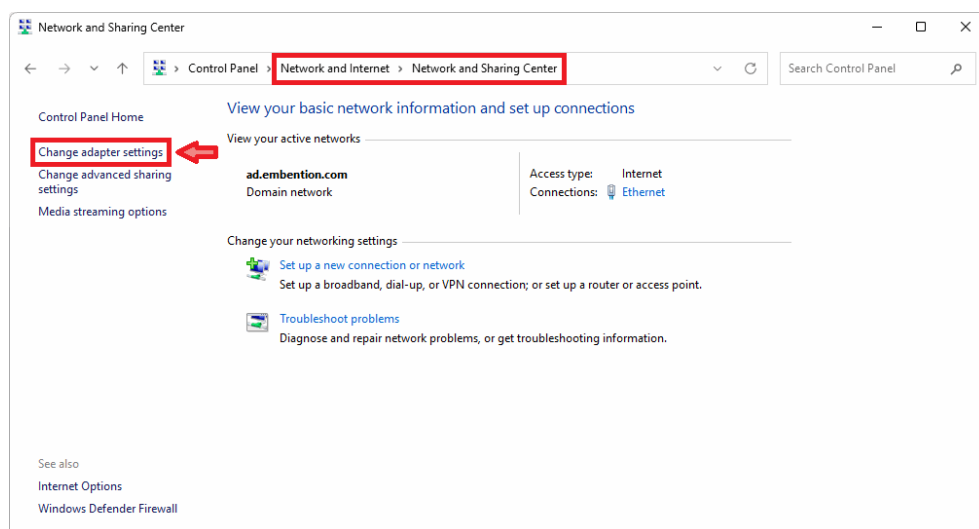 Network and Sharing Center
Control Panel > Network and Internet > Network and Sharing Center
Search Control Panel
Control Panel Home
Change adapter settings
Change advanced sharing
settings
Media streaming options
View your basic network information and set up connections
View your active networks
ad.embention.com
Domain network
Access type: Internet
Connections: Ethernet
Change your networking settings
Set up a new connection or network
Set up a broadband, dial-up, or VPN connection; or set up a router or access point.
Troubleshoot problems
Diagnose and repair network problems, or get troubleshooting information.
See also
Internet Options
Windows Defender Firewall